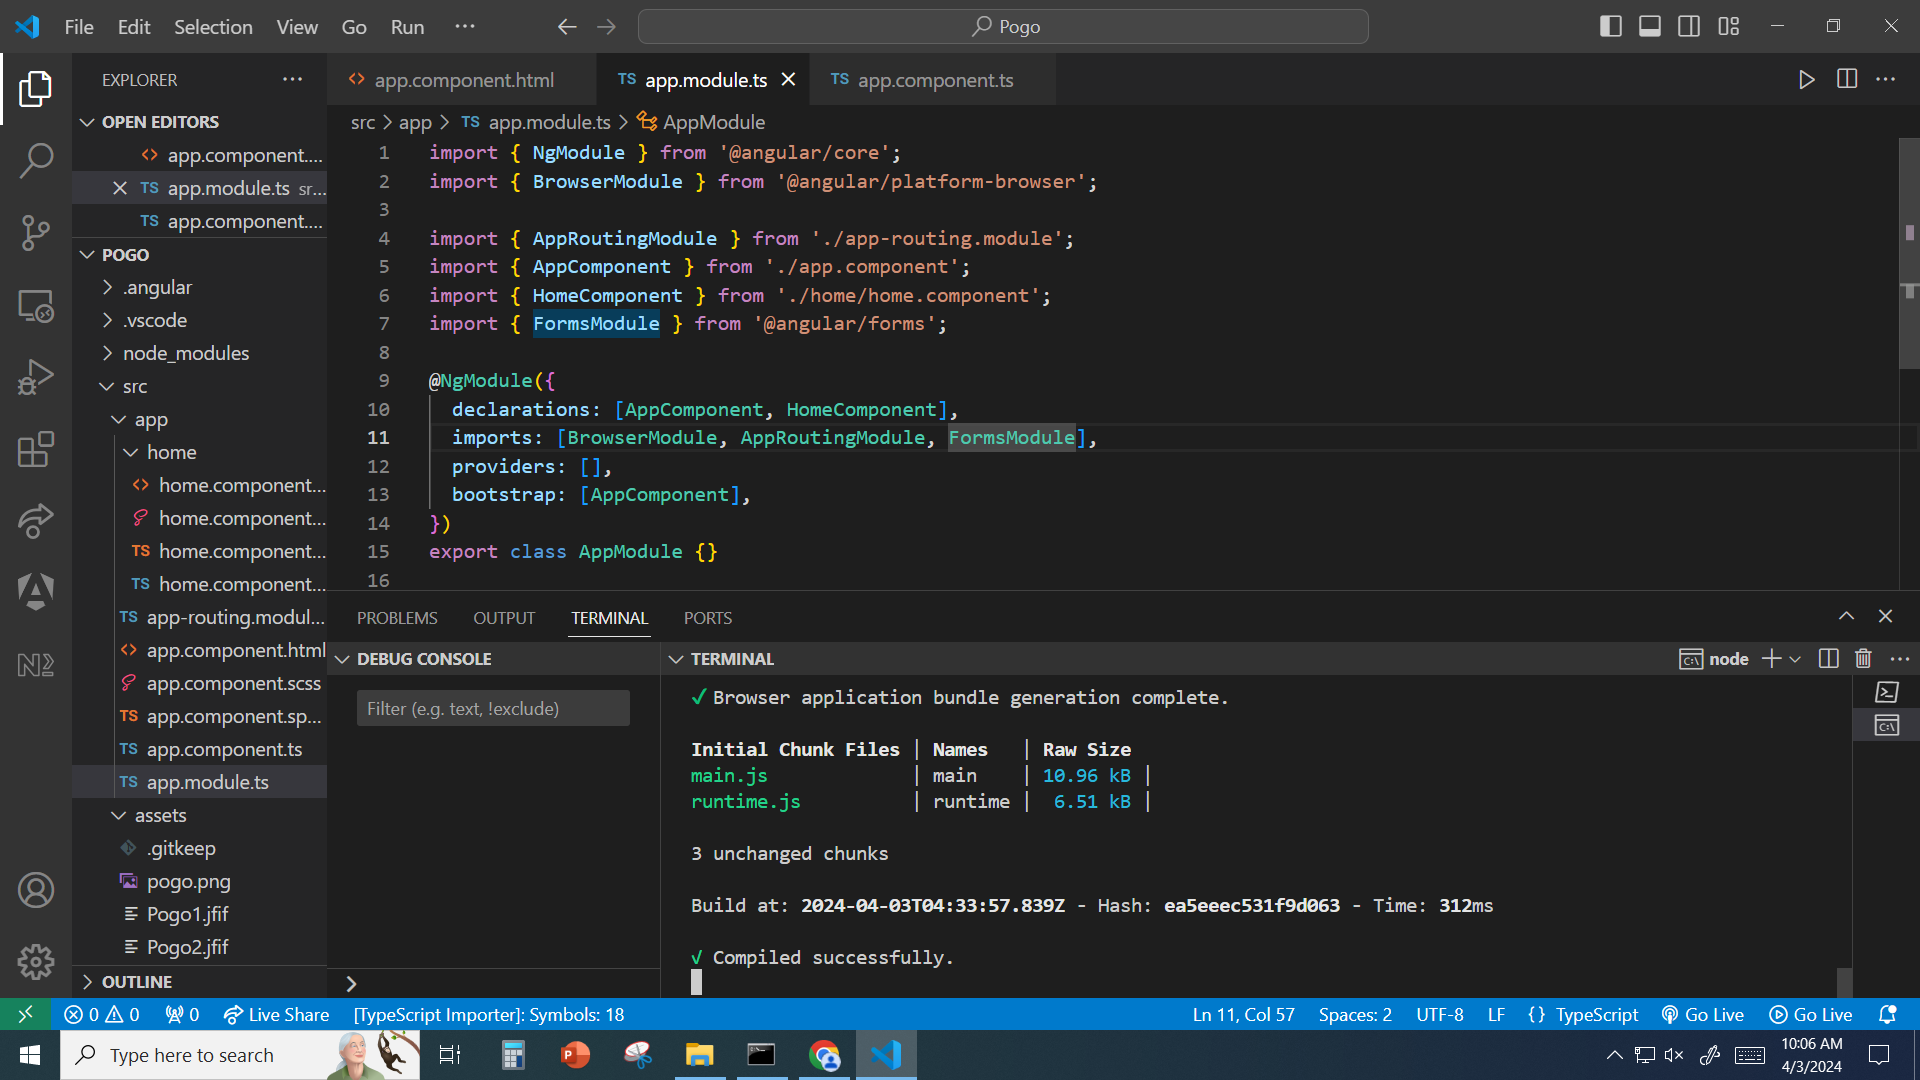 File Edit Selection View Go Run ···
Pogo
EXPLORER ···
app.component.html
TS app.module.ts
TS app.component.ts
OPEN EDITORS
app.component....
TS app.module.ts sr...
TS app.component....
POGO
.angular
.vscode
node_modules
src
app
home
home.component...
home.component...
TS home.component...
TS home.component...
TS app-routing.modul...
app.component.html
app.component.scss
TS app.component.sp...
TS app.component.ts
TS app.module.ts
assets
.gitkeep
pogo.png
Pogo1.jfif
Pogo2.jfif
OUTLINE
src > app > TS app.module.ts > AppModule
1 import { NgModule } from '@angular/core';
2 import { BrowserModule } from '@angular/platform-browser';
3
4 import { AppRoutingModule } from './app-routing.module';
5 import { AppComponent } from './app.component';
6 import { HomeComponent } from './home/home.component';
7 import { FormsModule } from '@angular/forms';
8
9 @NgModule({
10 declarations: [AppComponent, HomeComponent],
11 imports: [BrowserModule, AppRoutingModule, FormsModule],
12 providers: [],
13 bootstrap: [AppComponent],
14 })
15 export class AppModule {}
16
PROBLEMS OUTPUT TERMINAL PORTS
DEBUG CONSOLE
Filter (e.g. text, !exclude)
>
TERMINAL
node
✓ Browser application bundle generation complete.
Initial Chunk Files | Names | Raw Size
main.js | main | 10.96 kB |
runtime.js | runtime | 6.51 kB |
3 unchanged chunks
Build at: 2024-04-03T04:33:57.839Z - Hash: ea5eeec531f9d063 - Time: 312ms
√ Compiled successfully.
0 0 0 Live Share [TypeScript Importer]: Symbols: 18
Ln 11, Col 57 Spaces: 2 UTF-8 LF {} TypeScript Go Live Go Live
Type here to search
10:06 AM
4/3/2024